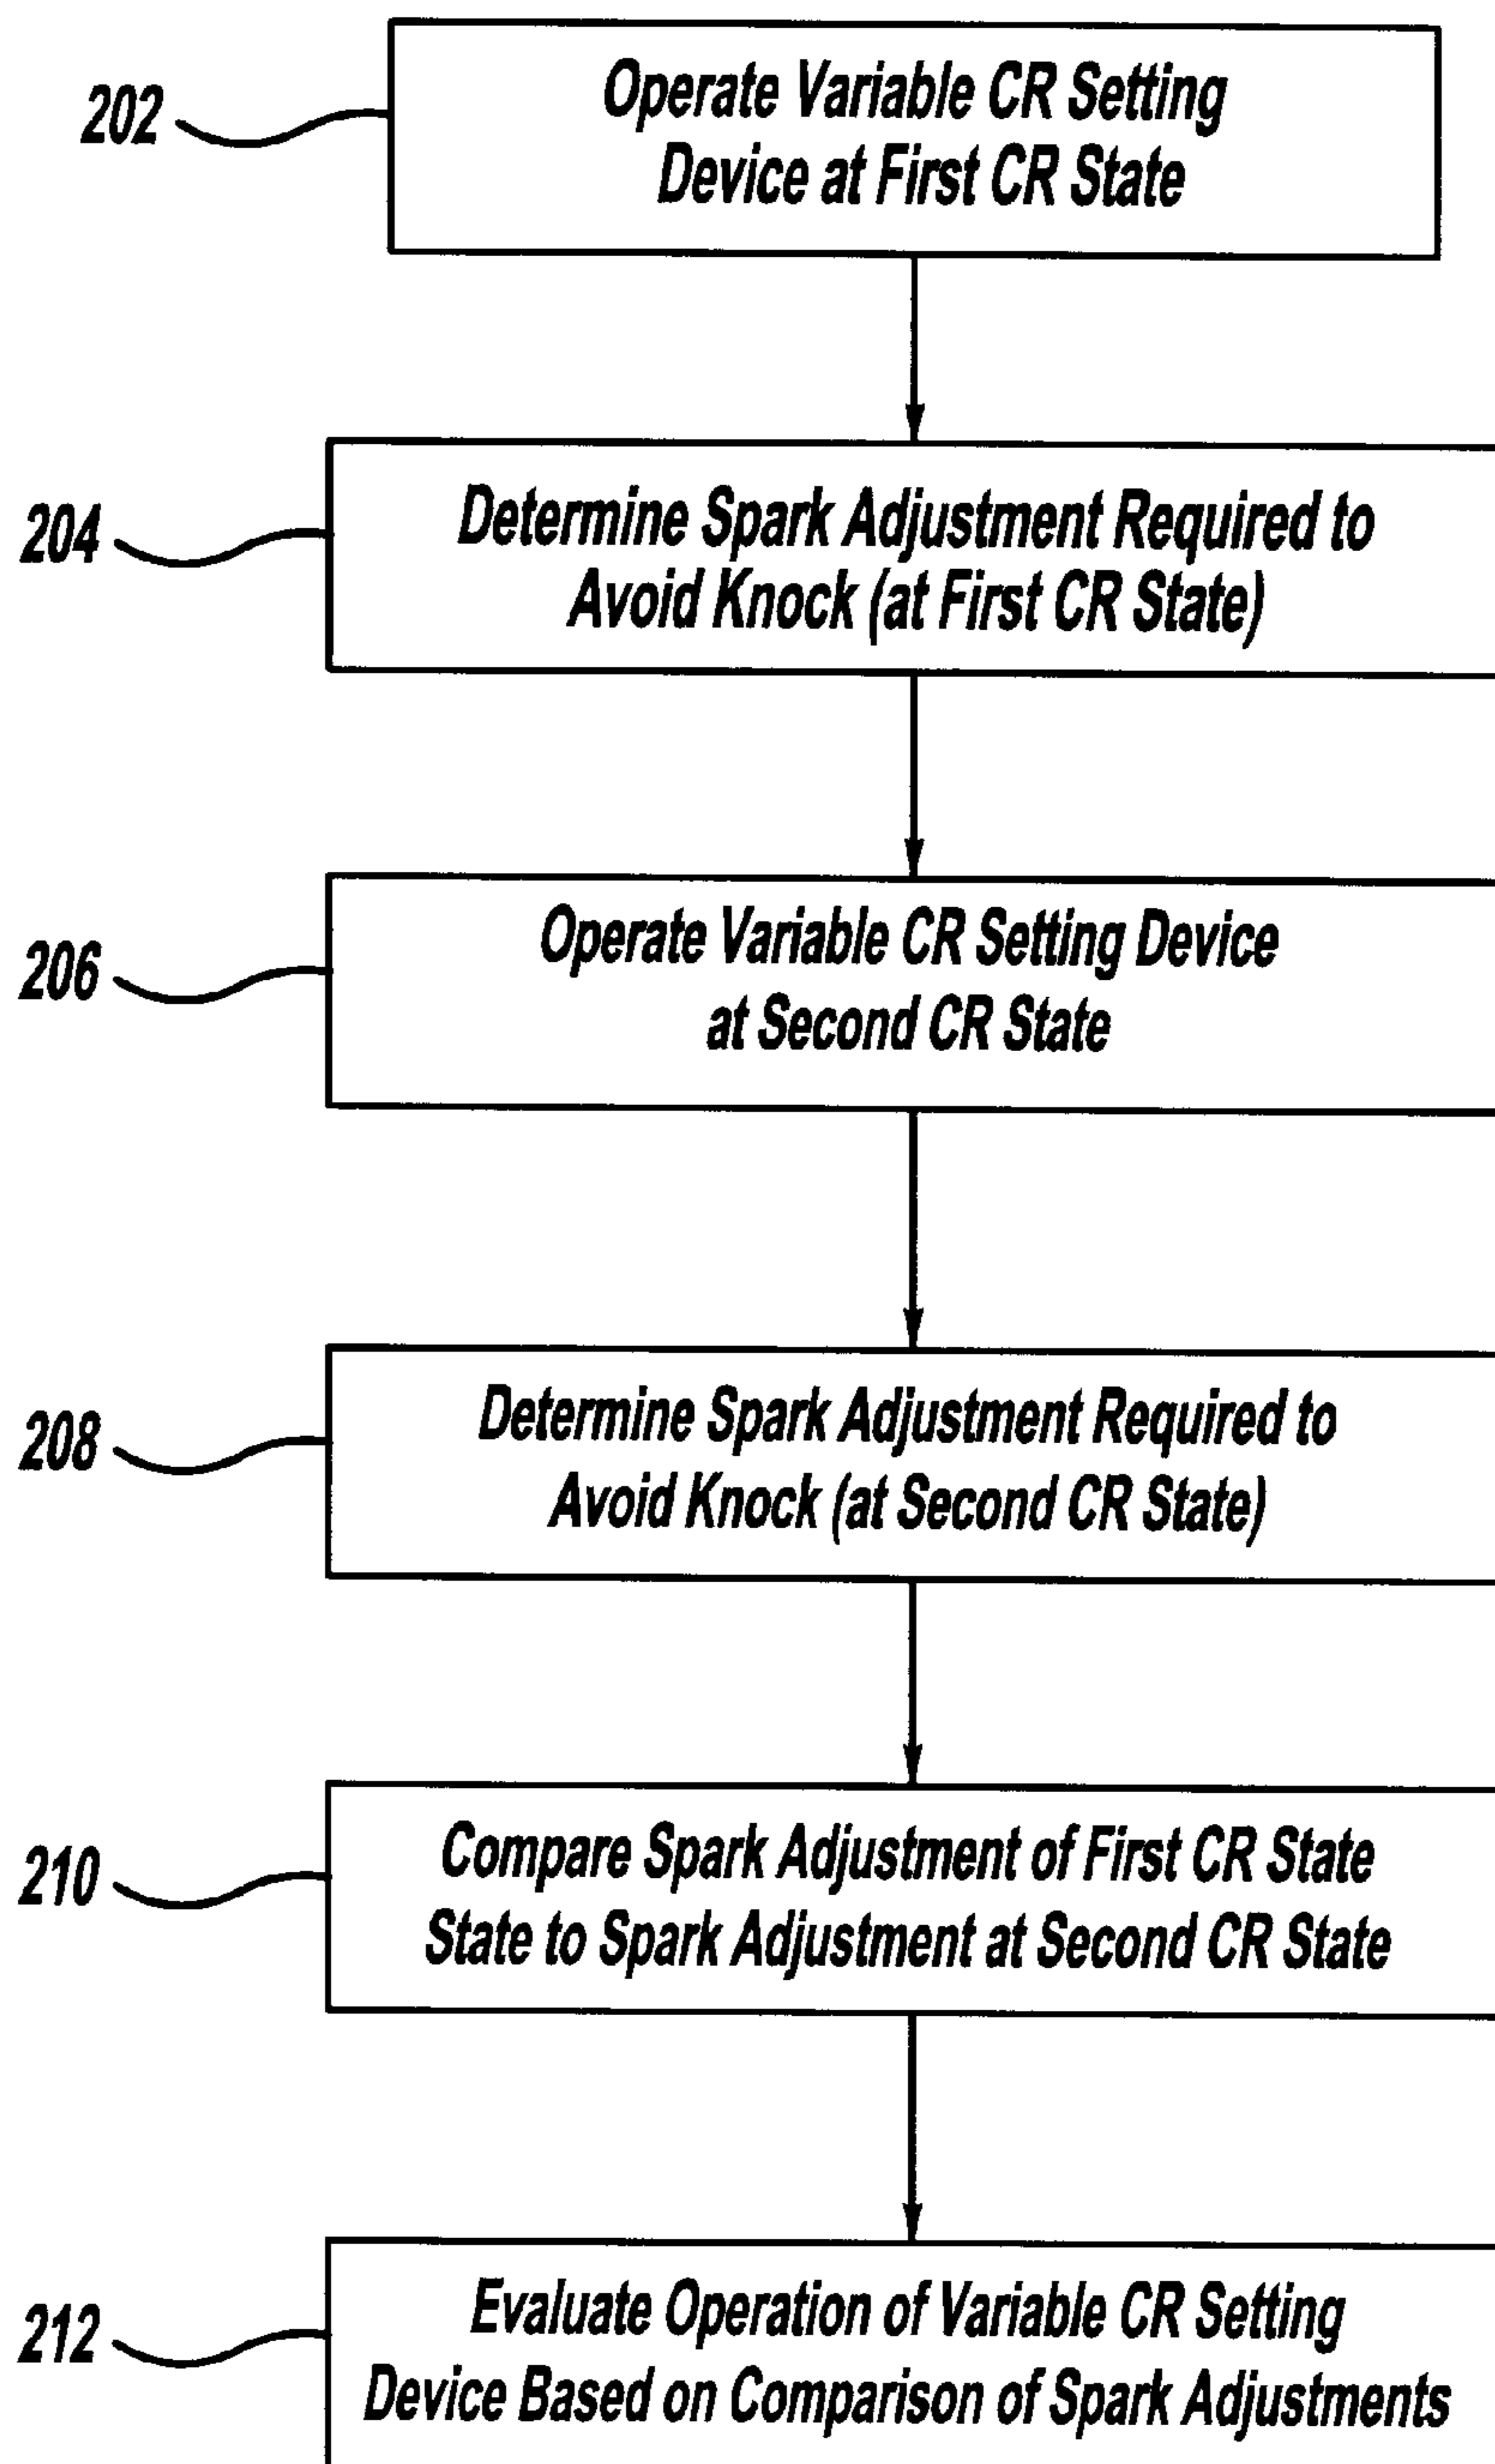 202
Operate Variable CR Setting
Device at First CR State
204
Determine Spark Adjustment Required to
Avoid Knock (at First CR State)
206
Operate Variable CR Setting Device
at Second CR State
208
Determine Spark Adjustment Required to
Avoid Knock (at Second CR State)
210
Compare Spark Adjustment of First CR State
State to Spark Adjustment at Second CR State
212
Evaluate Operation of Variable CR Setting
Device Based on Comparison of Spark Adjustments